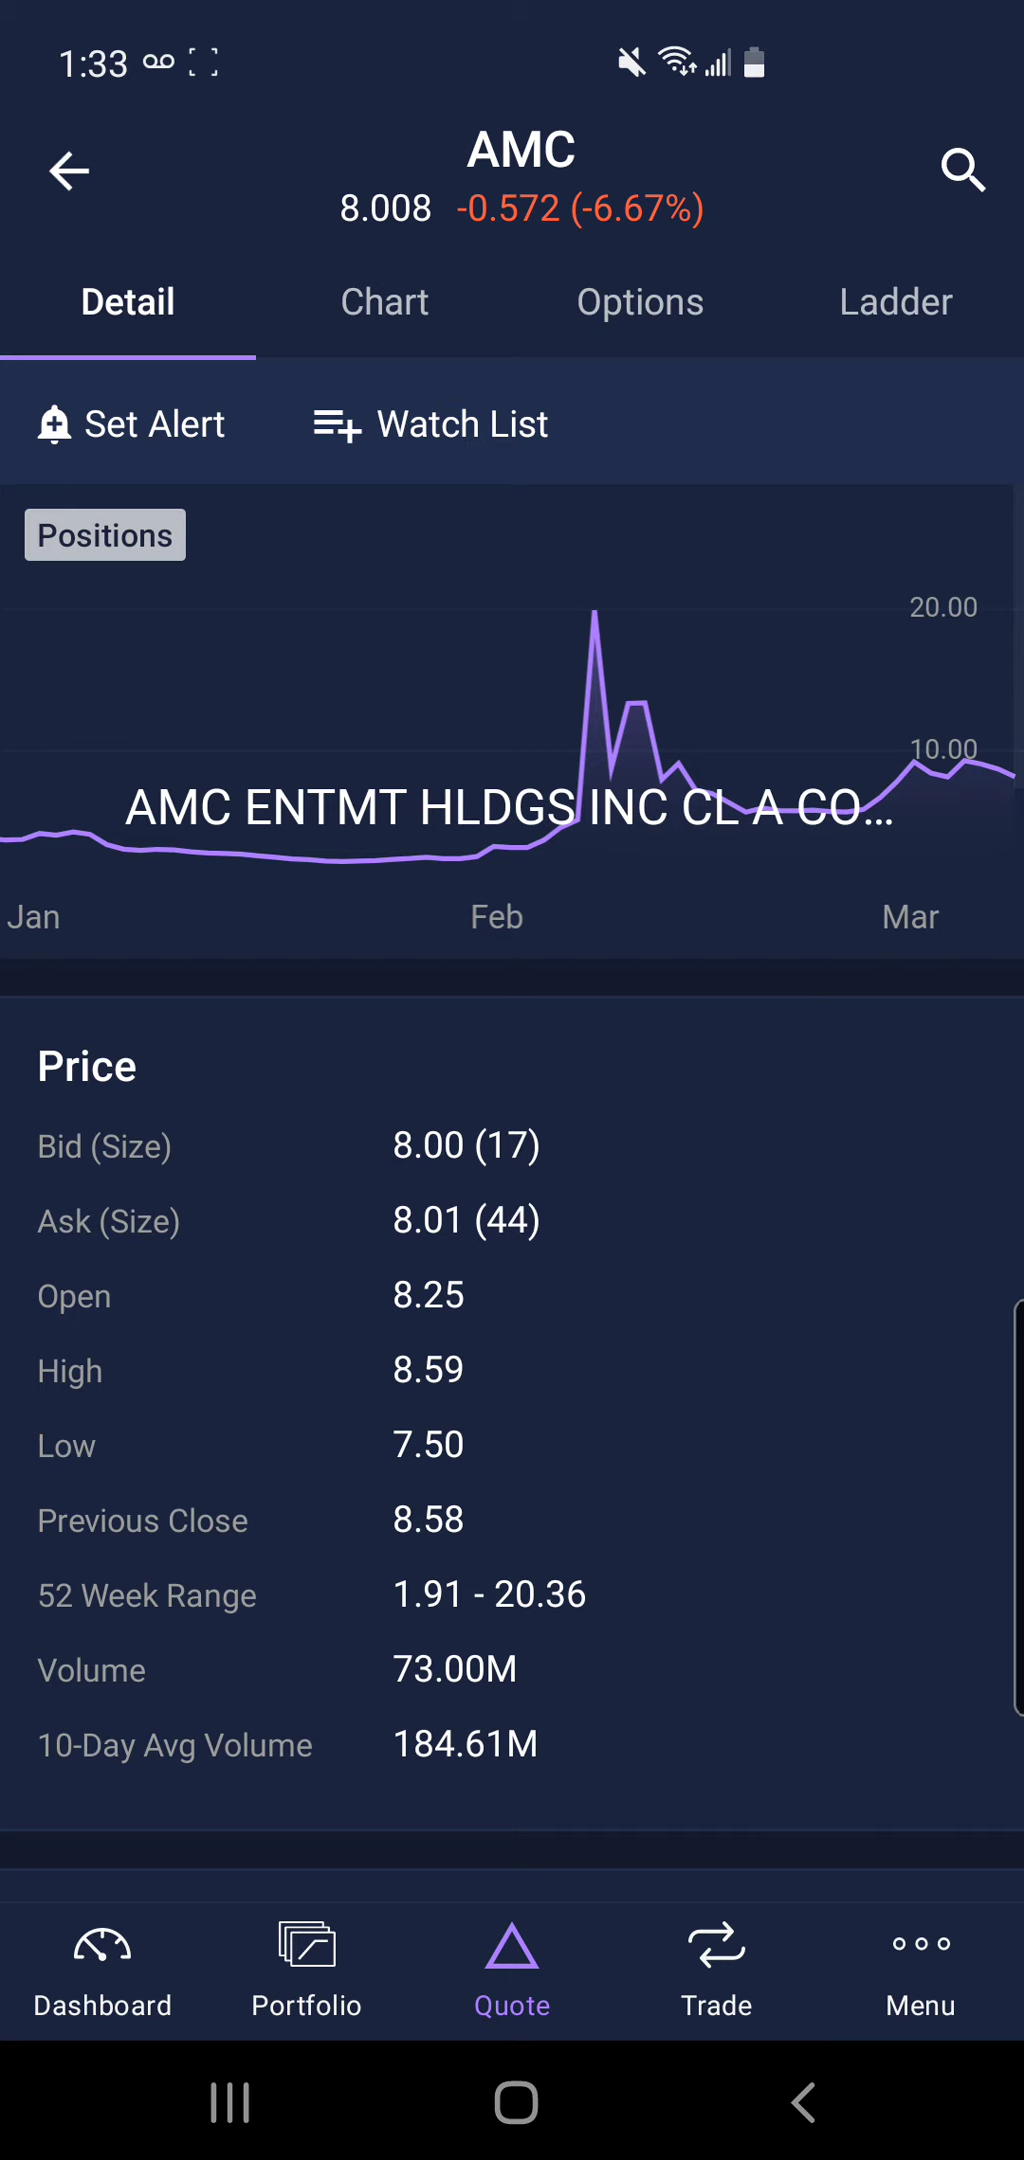 1:33
AMC
8.008 -0.572 (-6.67%)
Detail Chart Options Ladder
Set Alert Watch List
Positions
20.00
10.00
AMC ENTMT HLDGS INC CL A CO...
Jan Feb Mar
Price
Bid (Size) 8.00 (17)
Ask (Size) 8.01 (44)
Open 8.25
High 8.59
Low 7.50
Previous Close 8.58
52 Week Range 1.91 - 20.36
Volume 73.00M
10-Day Avg Volume 184.61M
Dashboard Portfolio Quote Trade Menu